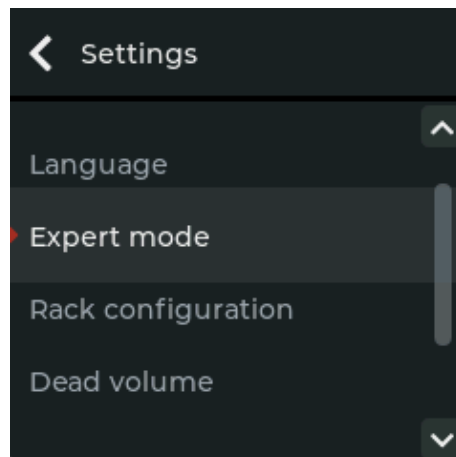 Settings
Language
Expert mode
Rack configuration
Dead volume